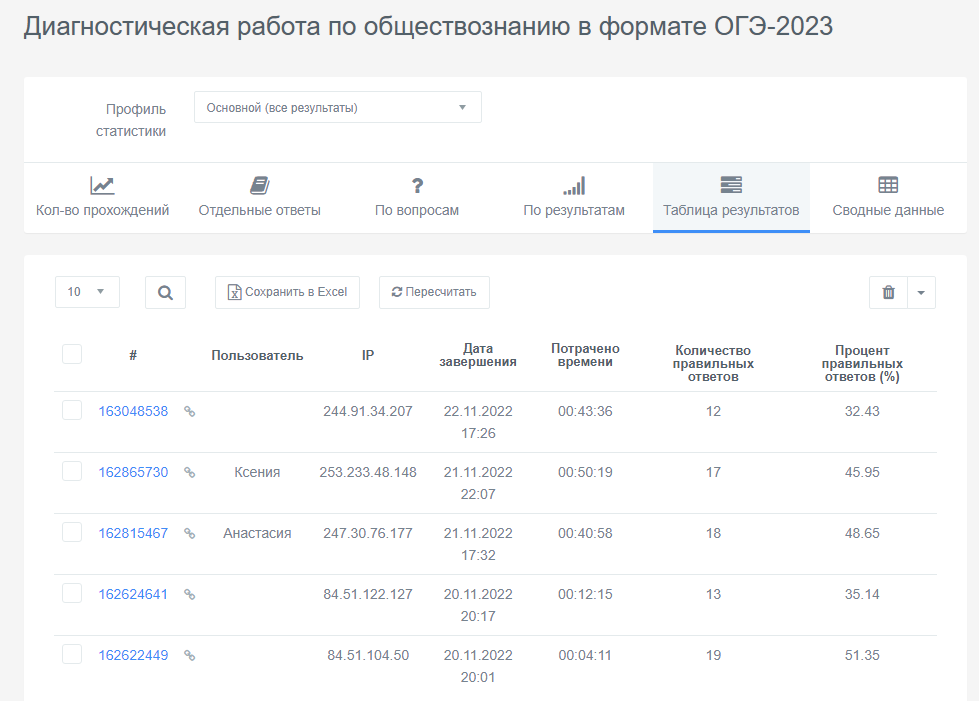 Диагностическая работа по обществознанию в формате ОГЭ-2023
Профиль
статистики
Основной (все результаты)
Кол-во прохождений
Отдельные ответы
По вопросам
По результатам
Таблица результатов
Сводные данные
10
Сохранить в Excel
Пересчитать
# Пользователь IP Дата завершения Потрачено времени Количество правильных ответов Процент правильных ответов (%)
163048538 244.91.34.207 22.11.2022 17:26 00:43:36 12 32.43
162865730 Ксения 253.233.48.148 21.11.2022 22:07 00:50:19 17 45.95
162815467 Анастасия 247.30.76.177 21.11.2022 17:32 00:40:58 18 48.65
162624641 84.51.122.127 20.11.2022 20:17 00:12:15 13 35.14
162622449 84.51.104.50 20.11.2022 20:01 00:04:11 19 51.35